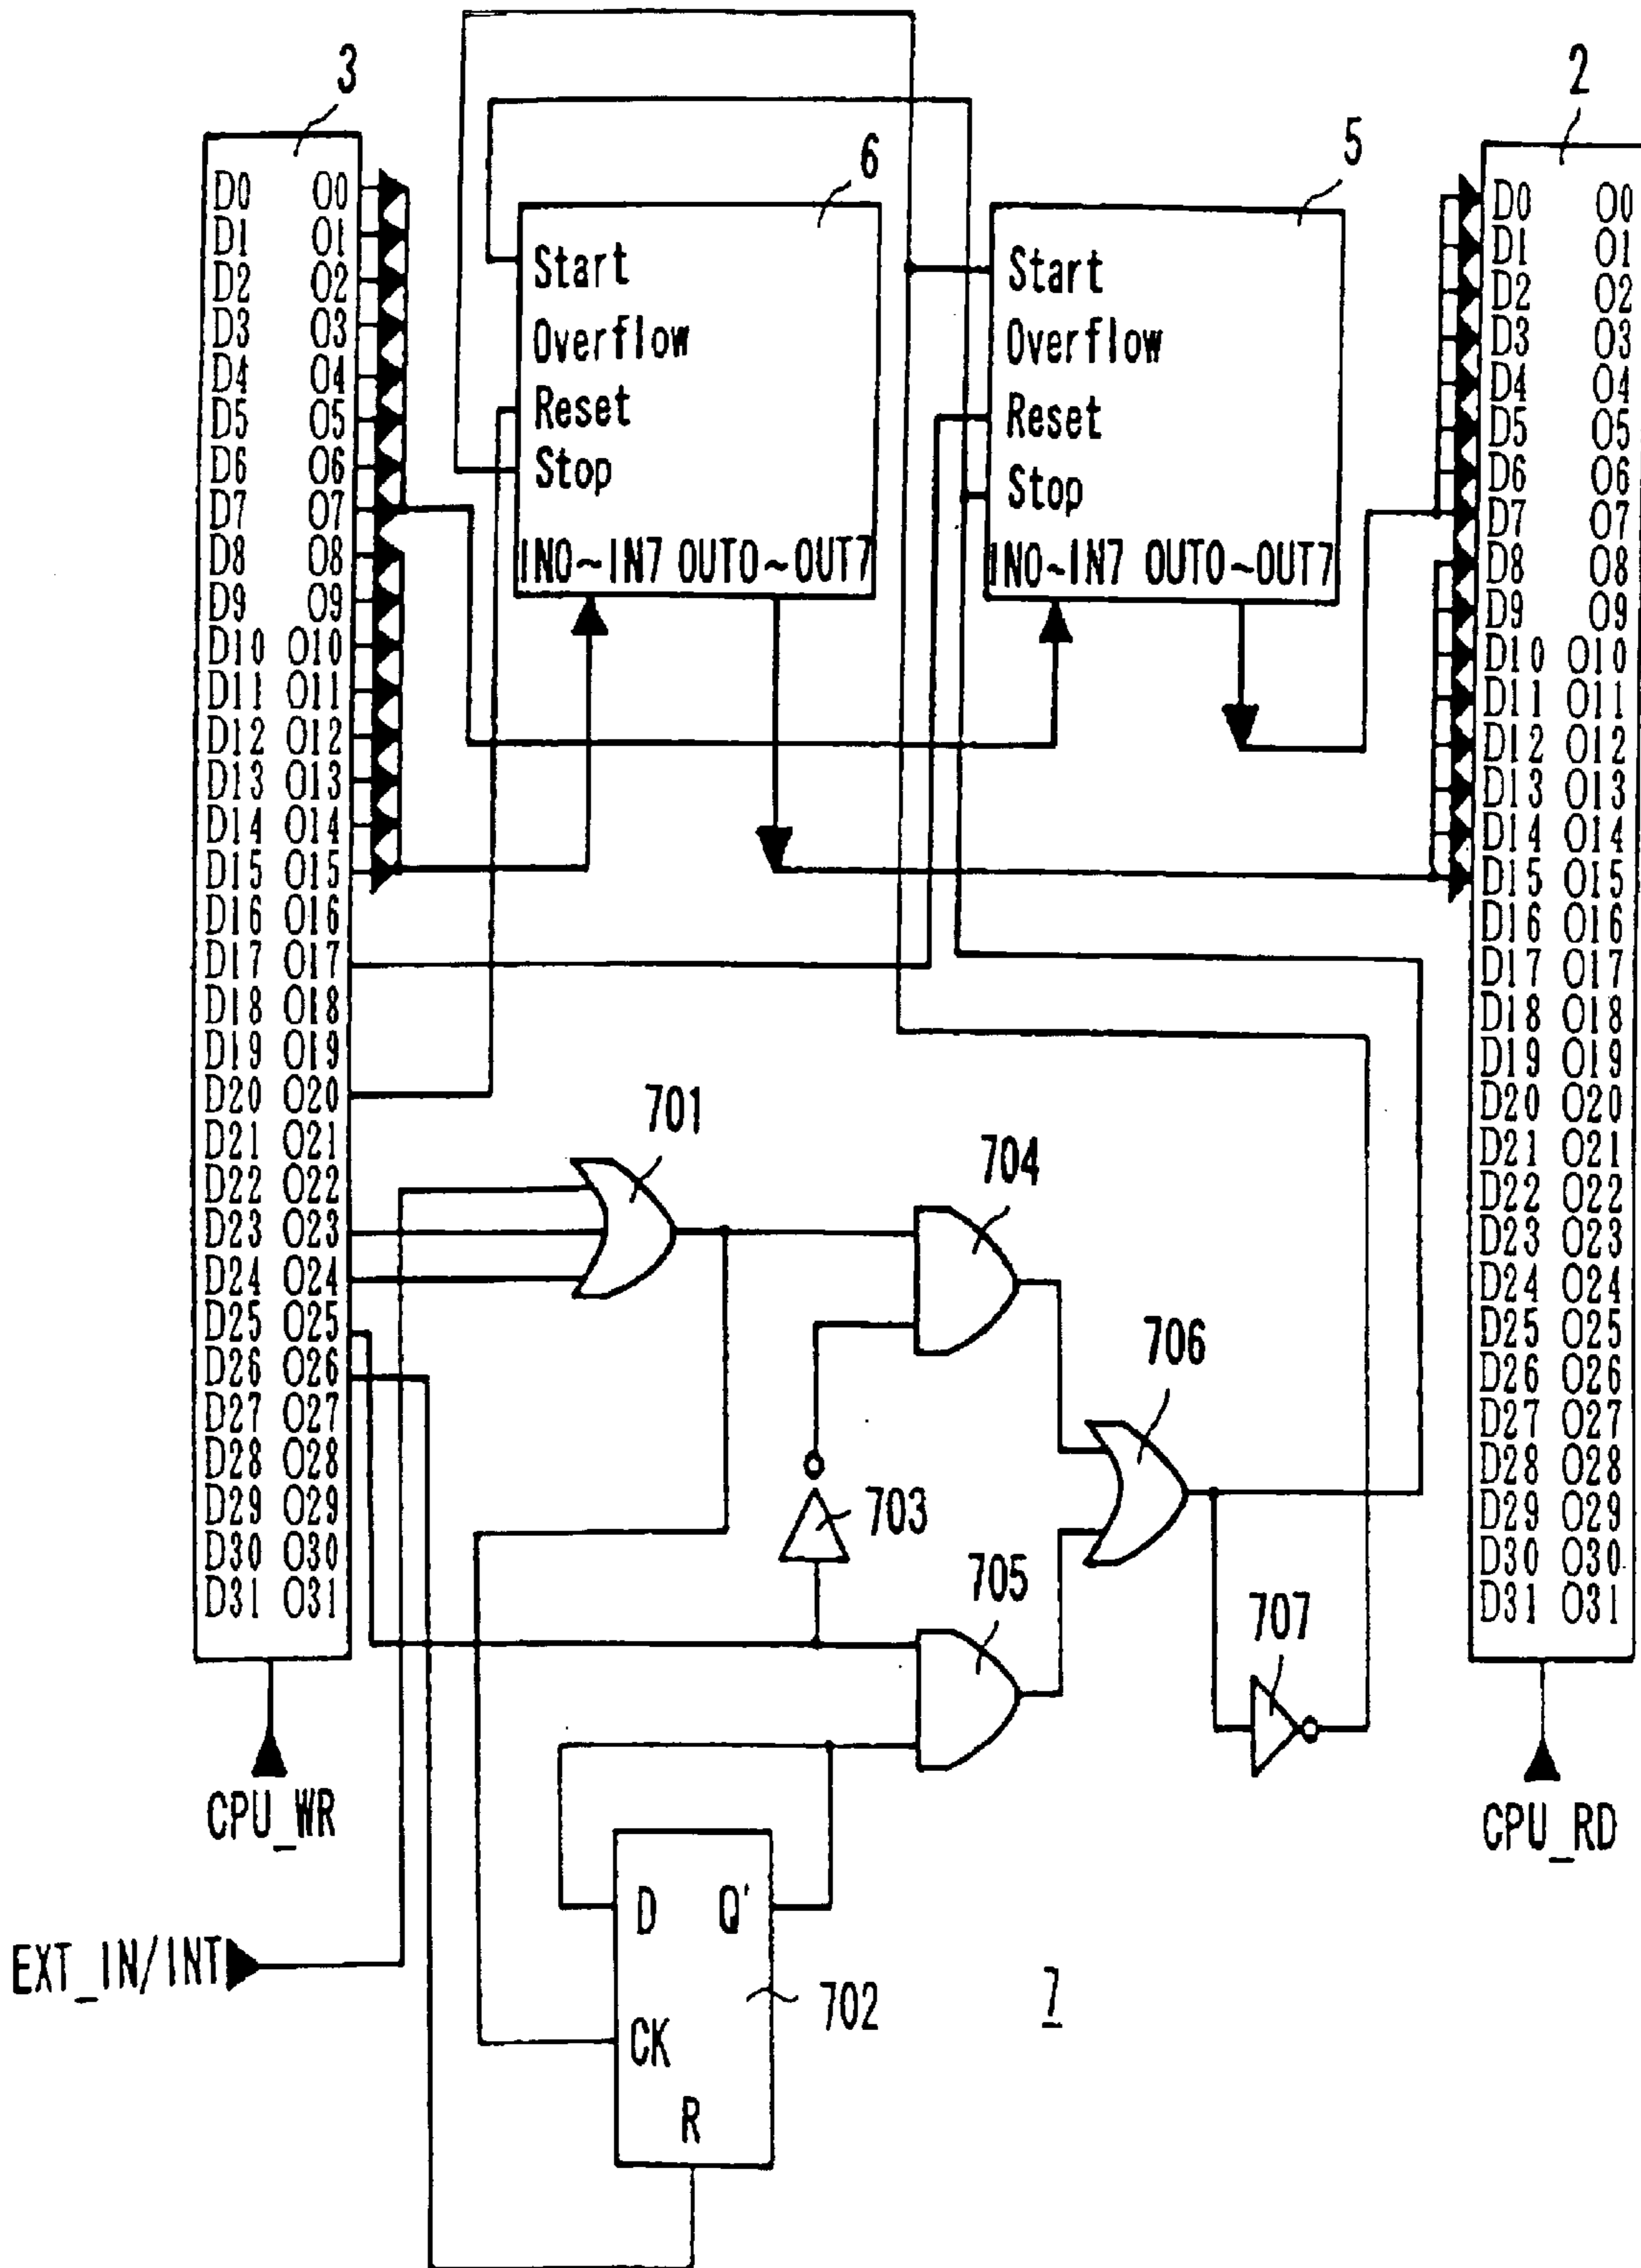 3
2
6
5
D0 O0
D1 O1
D2 O2
D3 O3
D4 O4
D5 O5
D6 O6
D7 O7
D8 O8
D9 O9
D10 O10
D11 O11
D12 O12
D13 O13
D14 O14
D15 O15
D16 O16
D17 O17
D18 O18
D19 O19
D20 O20
D21 O21
D22 O22
D23 O23
D24 O24
D25 O25
D26 O26
D27 O27
D28 O28
D29 O29
D30 O30
D31 O31
CPU_WR
Start
Overflow
Reset
Stop
IN0~IN7 OUT0~OUT7
Start
Overflow
Reset
Stop
IN0~IN7 OUT0~OUT7
D0 O0
D1 O1
D2 O2
D3 O3
D4 O4
D5 O5
D6 O6
D7 O7
D8 O8
D9 O9
D10 O10
D11 O11
D12 O12
D13 O13
D14 O14
D15 O15
D16 O16
D17 O17
D18 O18
D19 O19
D20 O20
D21 O21
D22 O22
D23 O23
D24 O24
D25 O25
D26 O26
D27 O27
D28 O28
D29 O29
D30 O30
D31 O31
CPU_RD
701
704
706
703
705
707
EXT_IN/INT
D Q'
702
CK
R
7